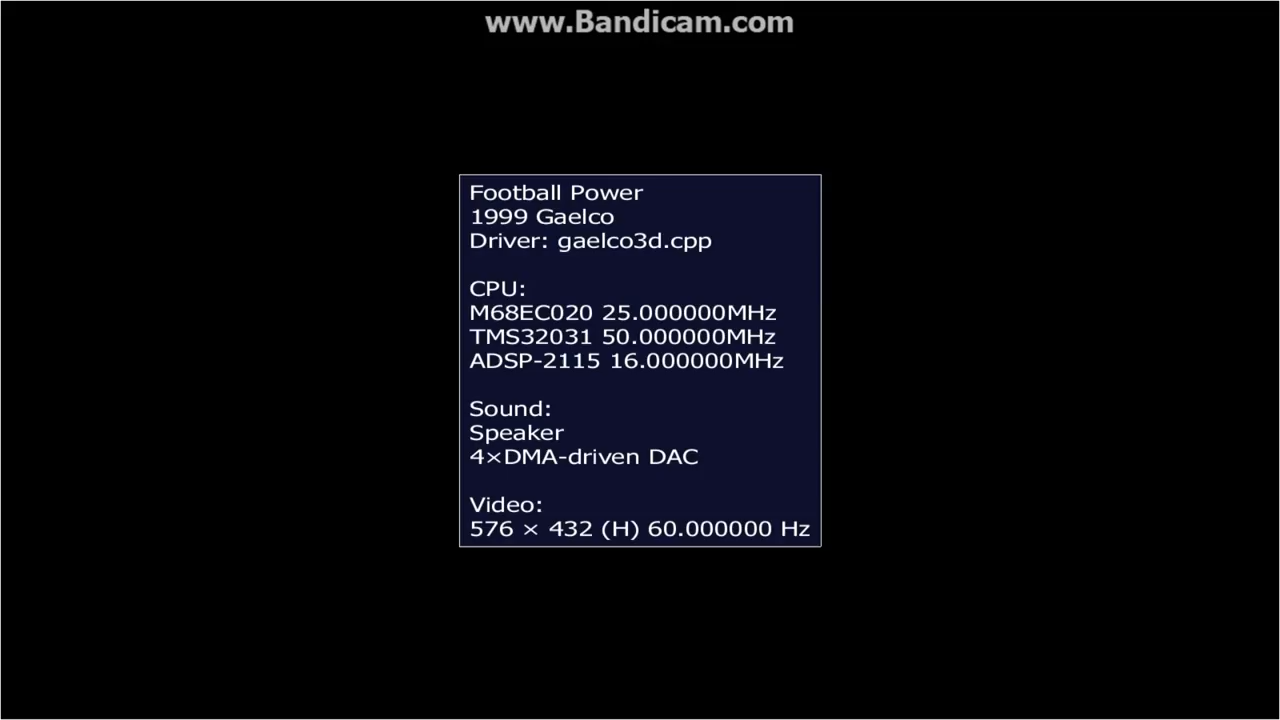 www.Bandicam.com
Football Power
1999 Gaelco
Driver: gaelco3d.cpp
CPU:
M68EC020 25.000000MHz
TMS32031 50.000000MHz
ADSP-2115 16.000000MHz
Sound:
Speaker
4×DMA-driven DAC
Video:
576 × 432 (H) 60.000000 Hz